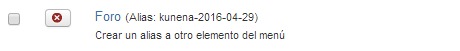 Foro (Alias: kunena-2016-04-29)
Crear un alias a otro elemento del menú